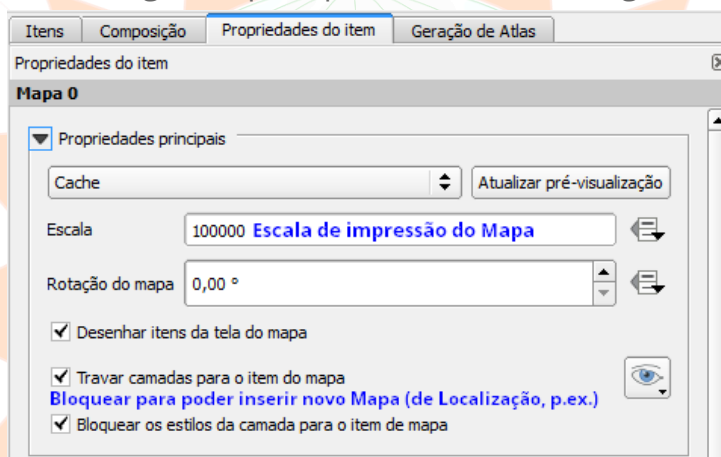 Itens Composição Propriedades do item Geração de Atlas
Propriedades do item
Mapa 0
Propriedades principais
Cache Atualizar pré-visualização
Escala 100000 Escala de impressão do Mapa
Rotação do mapa 0,00 °
Desenhar itens da tela do mapa
Travar camadas para o item do mapa
Bloquear para poder inserir novo Mapa (de Localização, p.ex.)
Bloquear os estilos da camada para o item de mapa